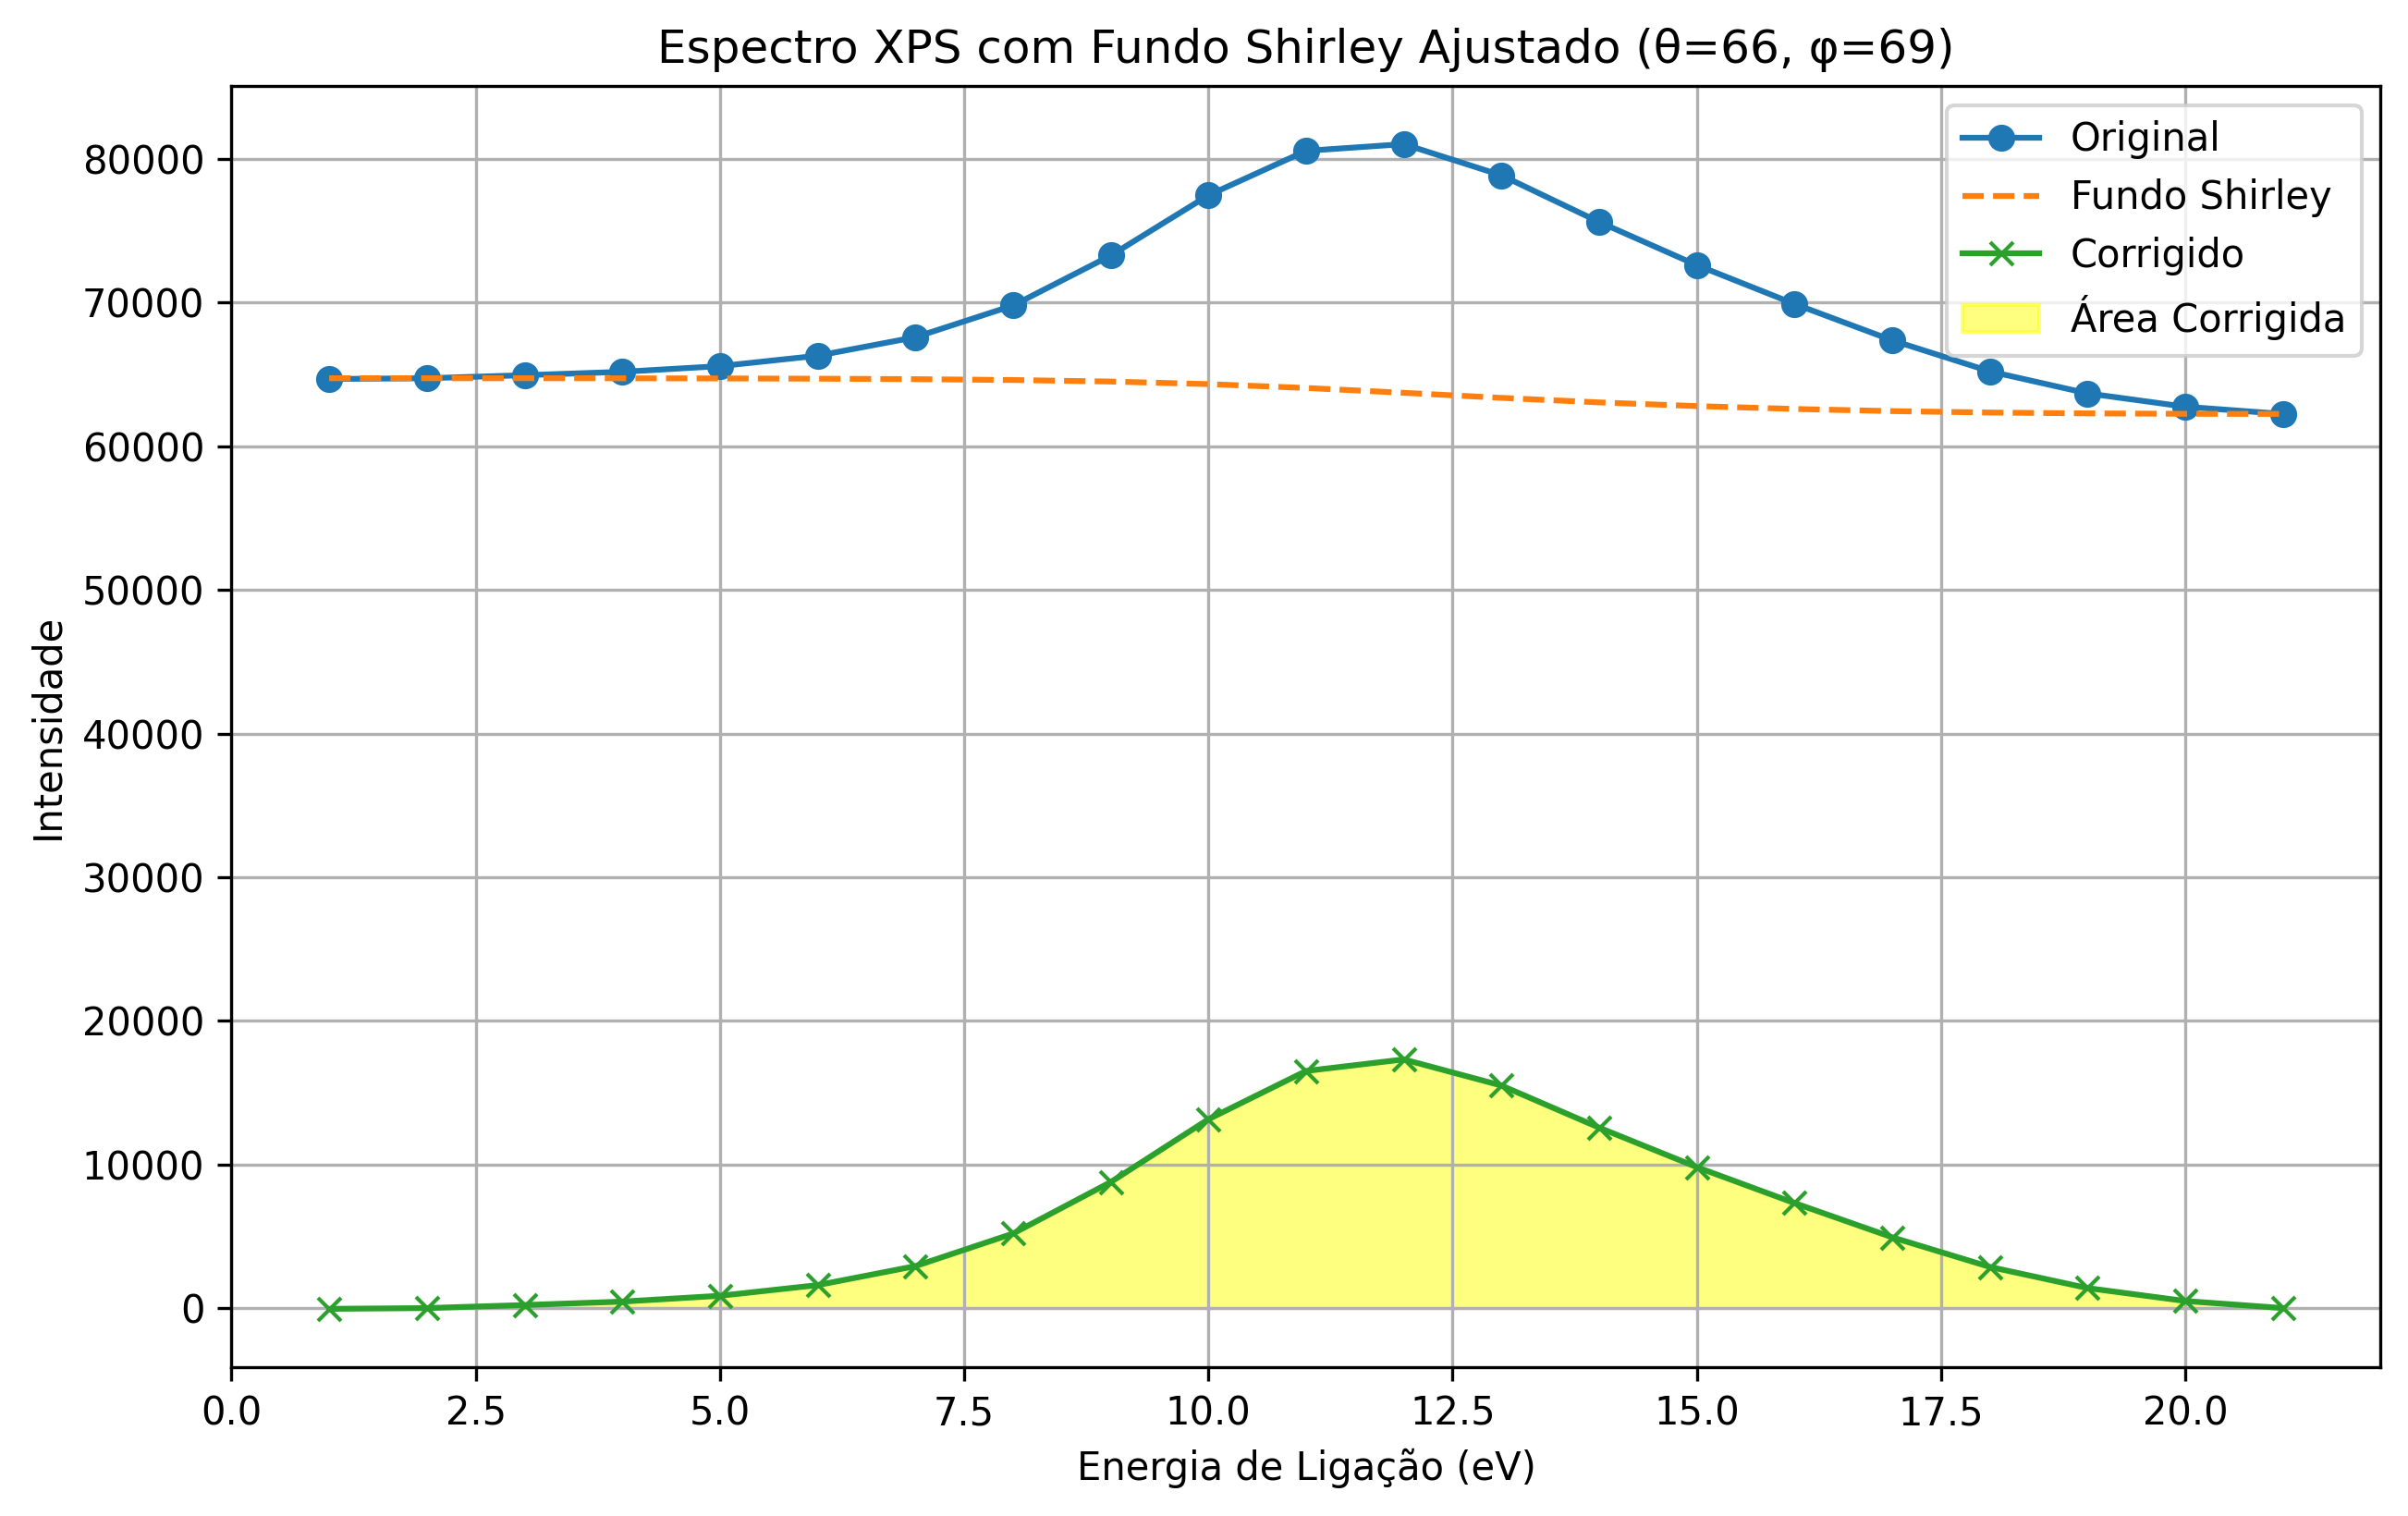 Espectro XPS com Fundo Shirley Ajustado (θ=66, φ=69)
Original
Fundo Shirley
Corrigido
Área Corrigida
Intensidade
80000
70000
60000
50000
40000
30000
20000
10000
0
0.0 2.5 5.0 7.5 10.0 12.5 15.0 17.5 20.0
Energia de Ligação (eV)